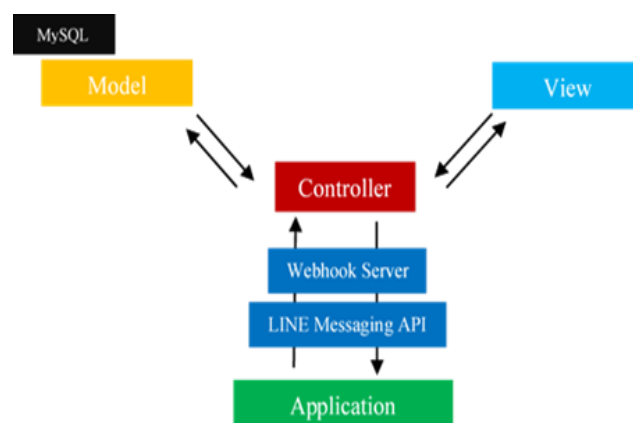 MySQL
Model
View
Controller
Webhook Server
LINE Messaging API
Application